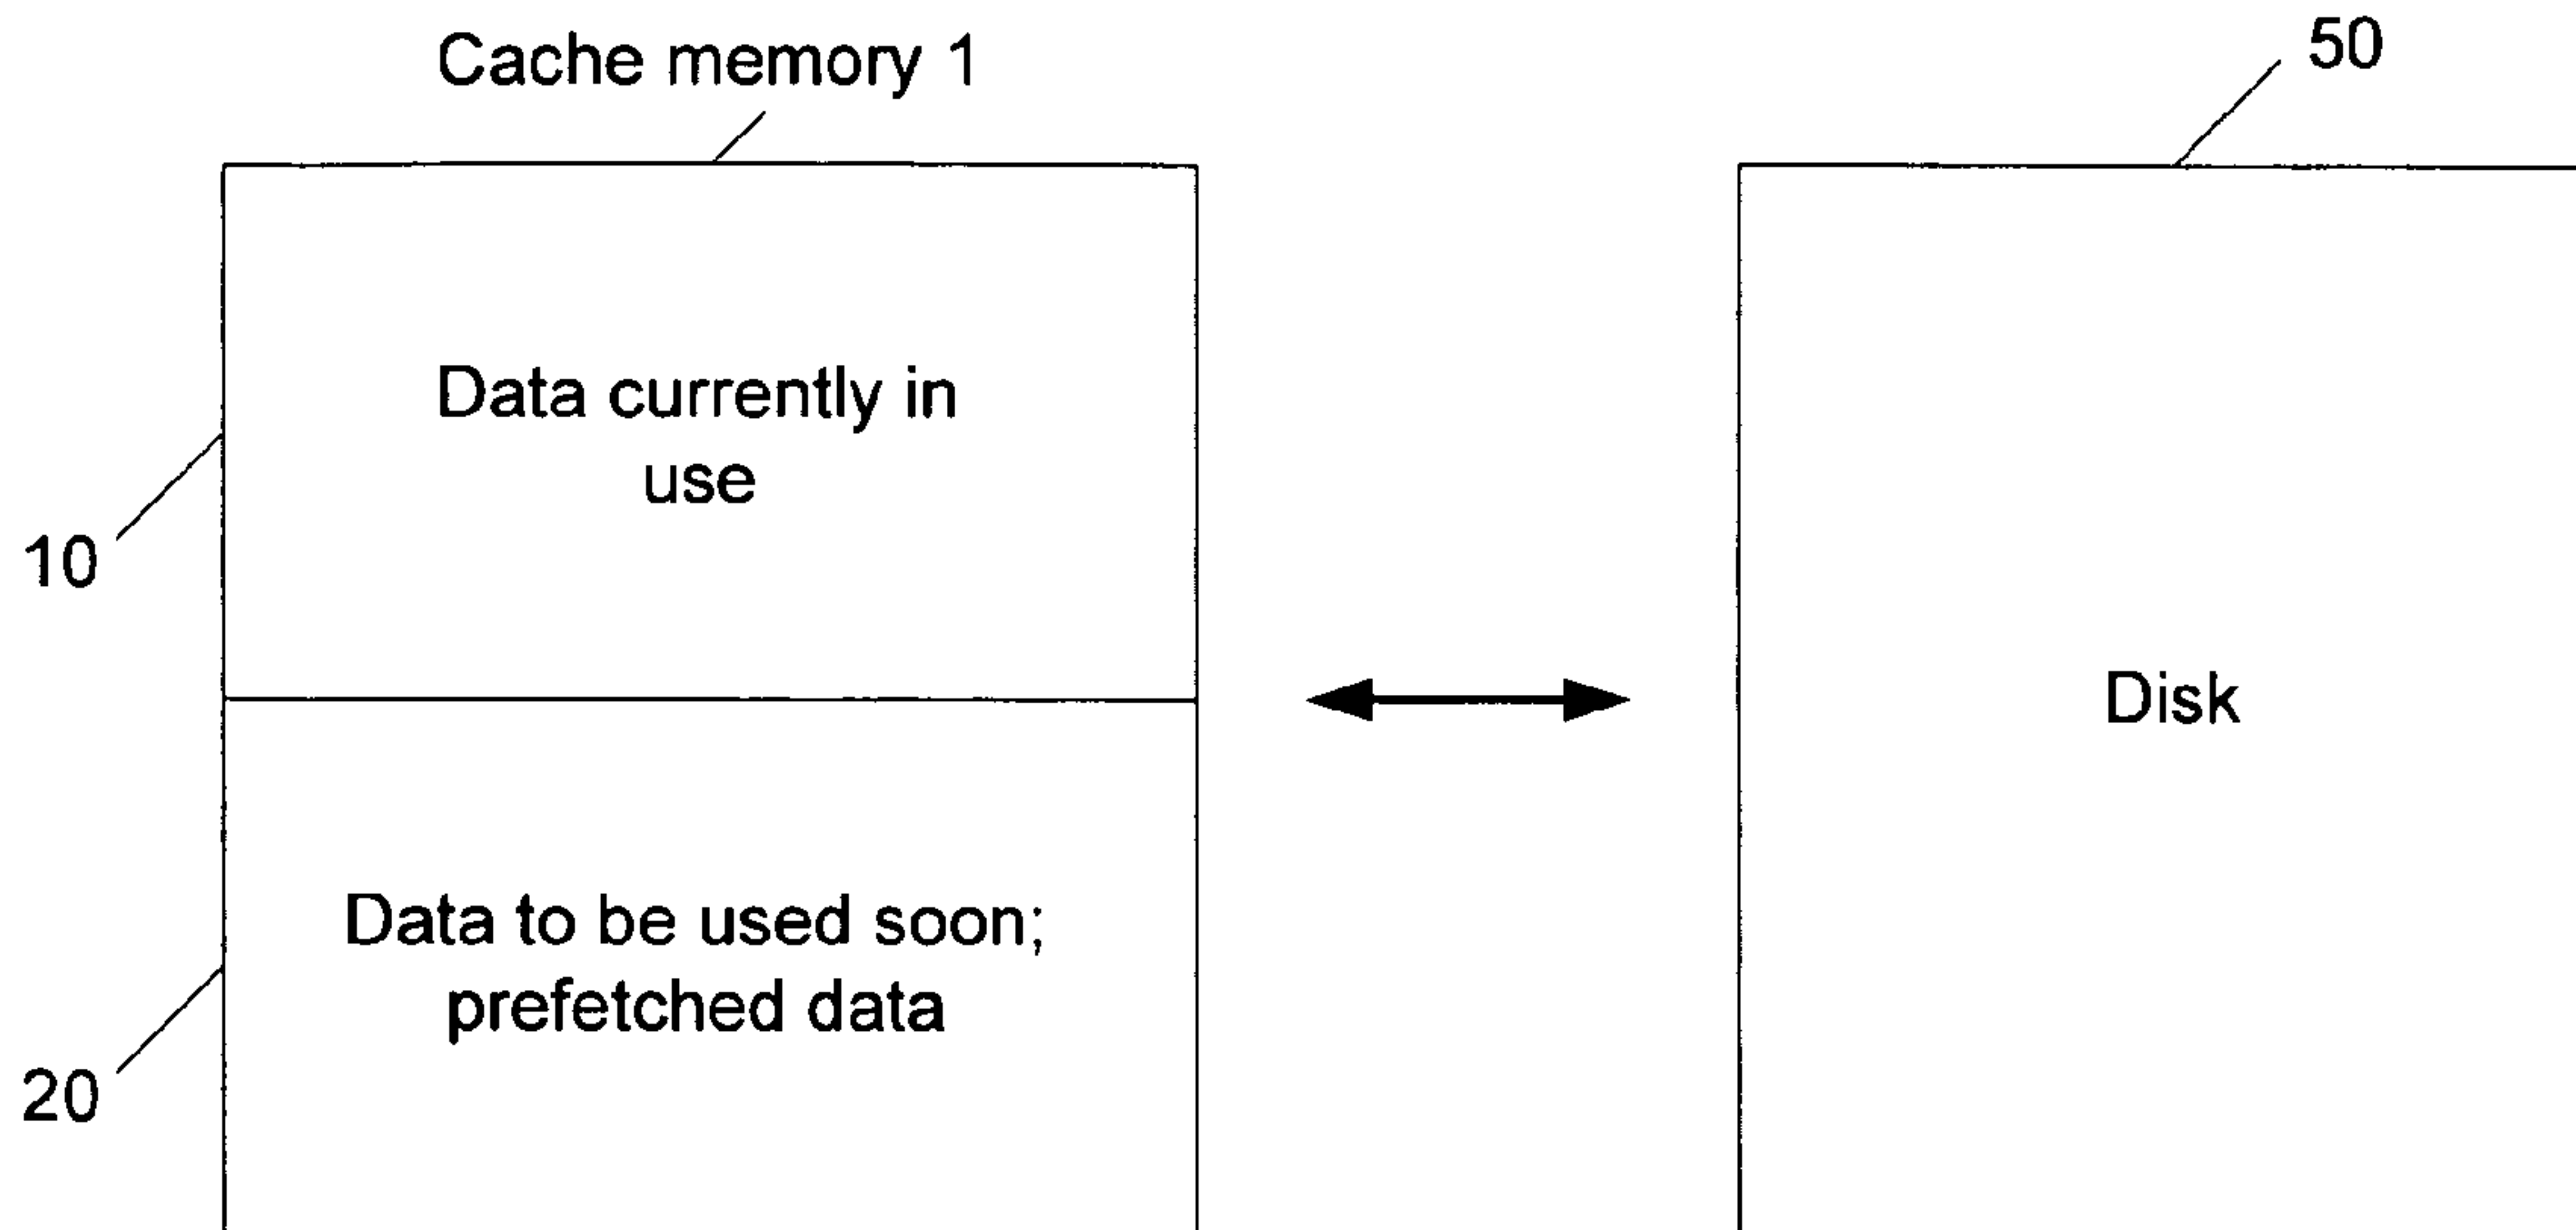 Cache memory 1
50
Data currently in
use
10
Disk
Data to be used soon;
prefetched data
20